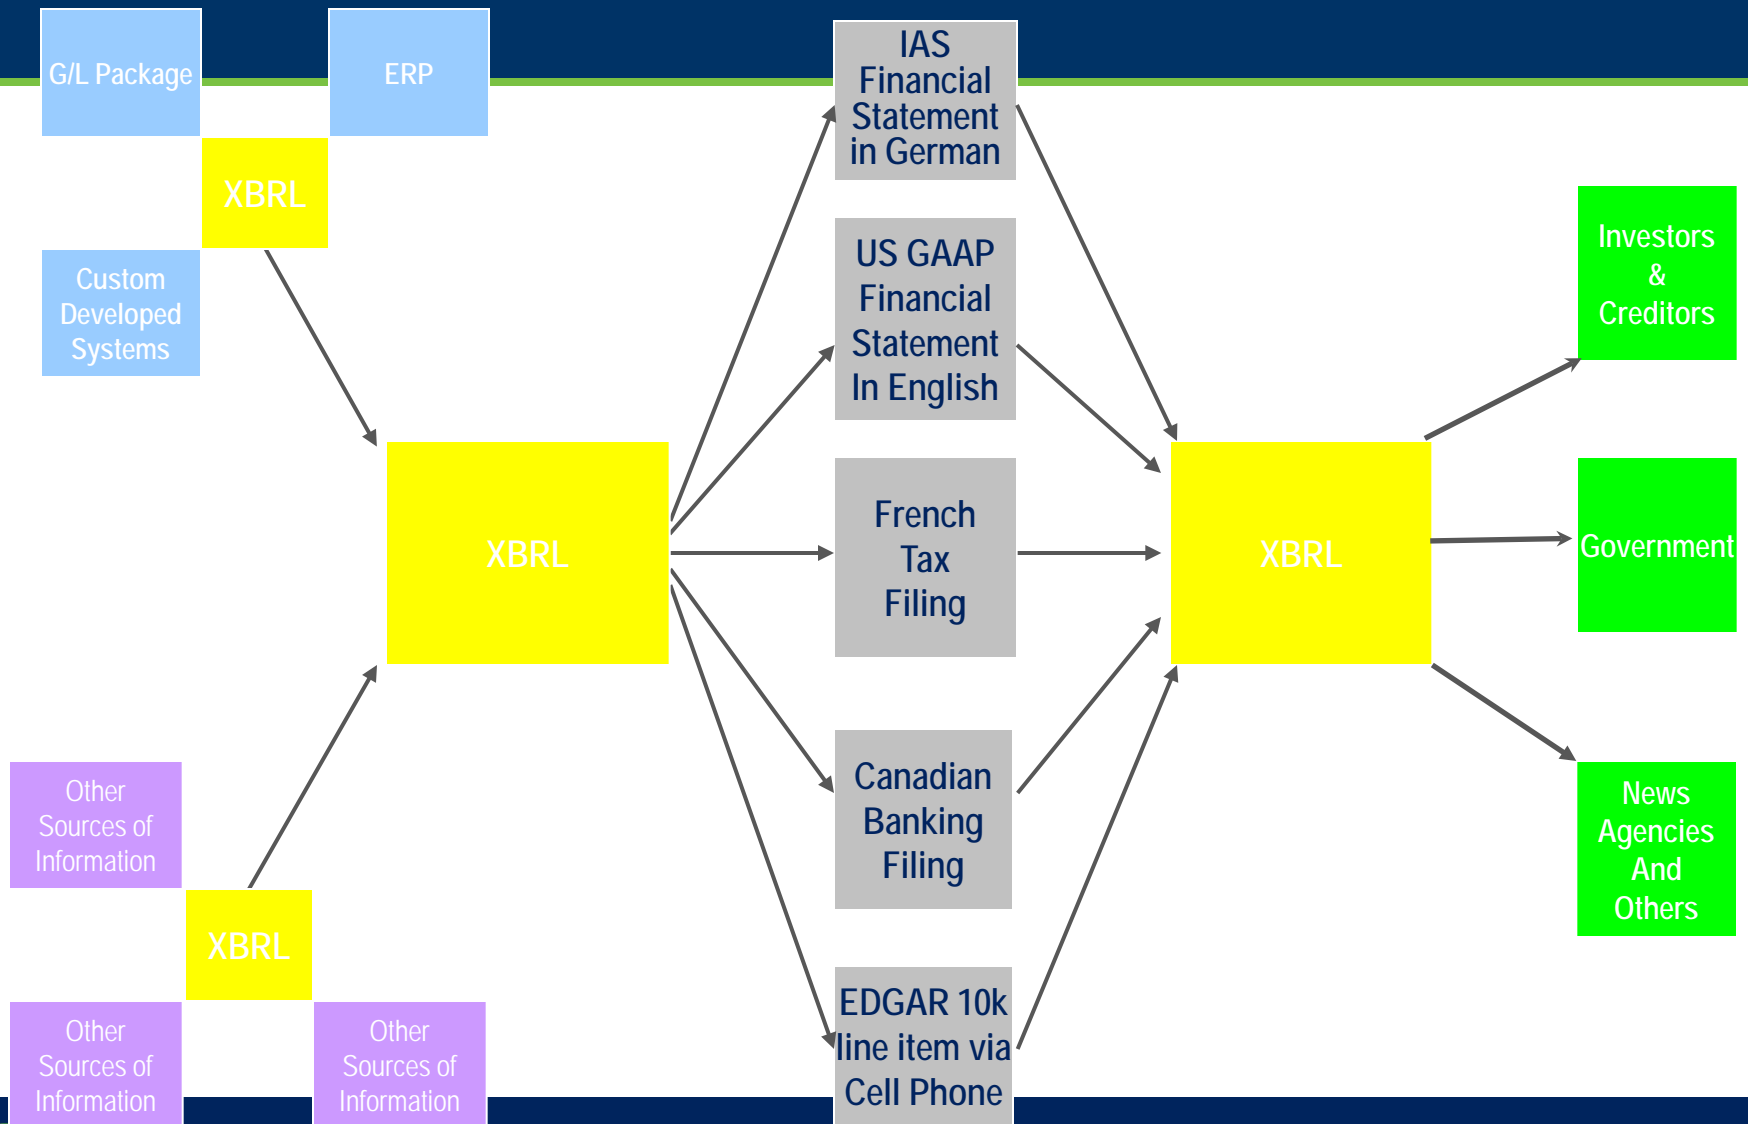 G/L Package
ERP
XBRL
Custom
Developed
Systems
XBRL
Other
Sources of
Information
XBRL
Other
Sources of
Information
Other
Sources of
Information
IAS
Financial
Statement
in German
US GAAP
Financial
Statement
In English
French
Tax
Filing
Canadian
Banking
Filing
EDGAR 10k
line item via
Cell Phone
XBRL
Investors
&
Creditors
Government
News
Agencies
And
Others